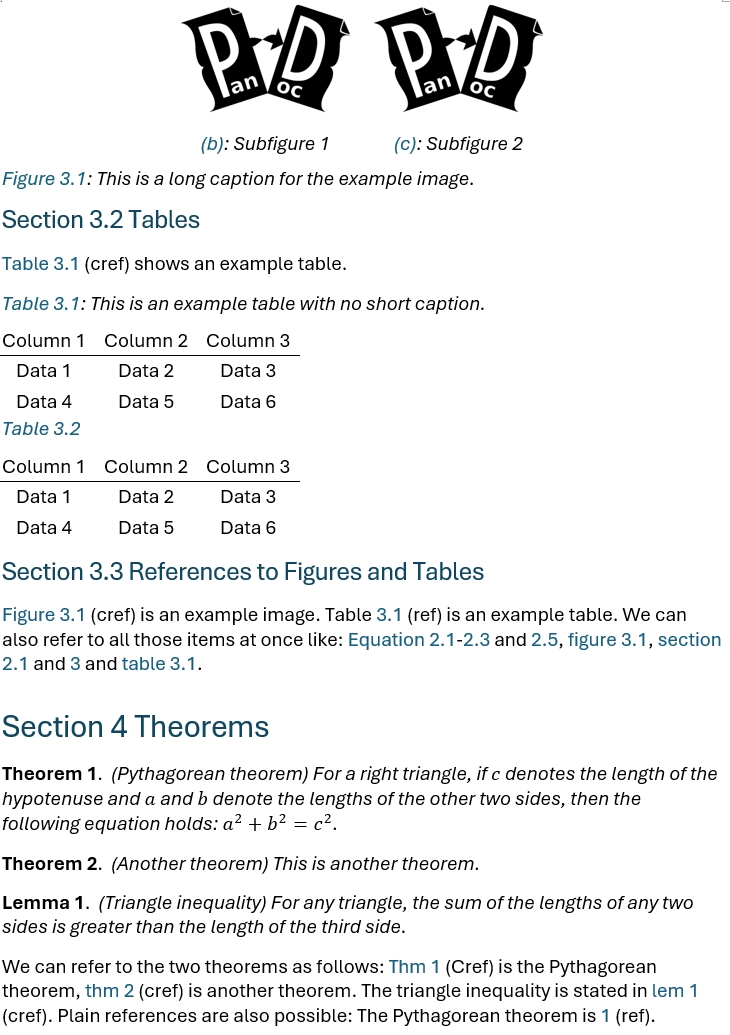 Pan Doc Pan Doc
(b): Subfigure 1 (c): Subfigure 2
Figure 3.1: This is a long caption for the example image.
Section 3.2 Tables
Table 3.1 (cref) shows an example table.
Table 3.1: This is an example table with no short caption.
Column 1 Column 2 Column 3
Data 1 Data 2 Data 3
Data 4 Data 5 Data 6
Table 3.2
Column 1 Column 2 Column 3
Data 1 Data 2 Data 3
Data 4 Data 5 Data 6
Section 3.3 References to Figures and Tables
Figure 3.1 (cref) is an example image. Table 3.1 (ref) is an example table. We can
also refer to all those items at once like: Equation 2.1-2.3 and 2.5, figure 3.1, section
2.1 and 3 and table 3.1.
Section 4 Theorems
Theorem 1. (Pythagorean theorem) For a right triangle, if c denotes the length of the
hypotenuse and a and b denote the lengths of the other two sides, then the
following equation holds: a² + b² = c².
Theorem 2. (Another theorem) This is another theorem.
Lemma 1. (Triangle inequality) For any triangle, the sum of the lengths of any two
sides is greater than the length of the third side.
We can refer to the two theorems as follows: Thm 1 (Cref) is the Pythagorean
theorem, thm 2 (cref) is another theorem. The triangle inequality is stated in lem 1
(cref). Plain references are also possible: The Pythagorean theorem is 1 (ref).